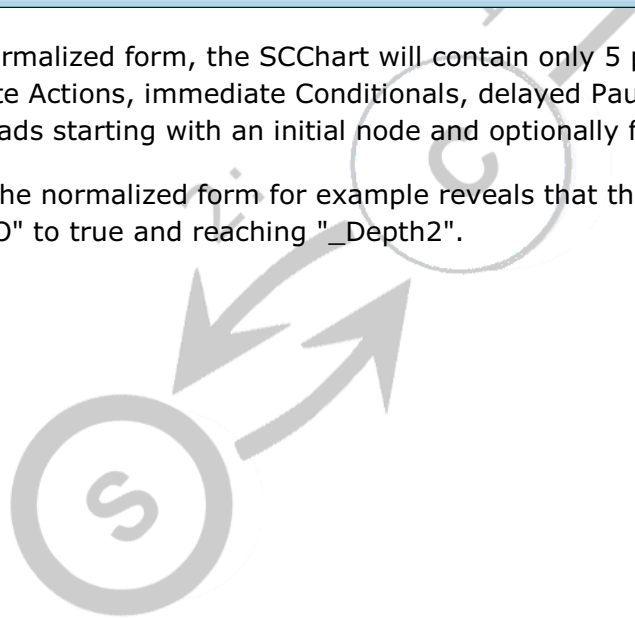 rmalized form, the SCChart will contain only 5 p
te Actions, immediate Conditionals, delayed Pau
ads starting with an initial node and optionally f
he normalized form for example reveals that th
O" to true and reaching "_Depth2".
2:
C
S